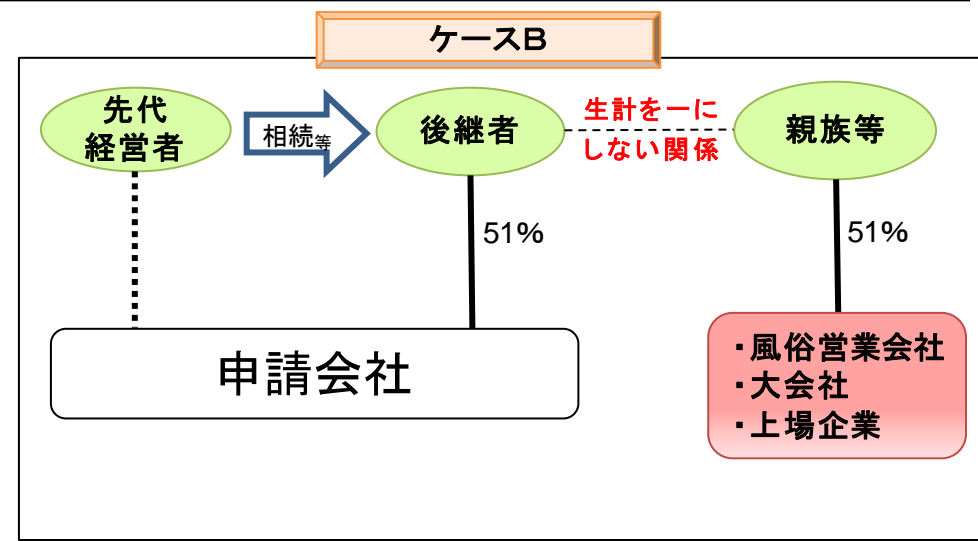 ケースB
先代
経営者
相続等
後継者
生計を一に
しない関係
親族等
51%
51%
申請会社
・風俗営業会社
・大会社
・上場企業